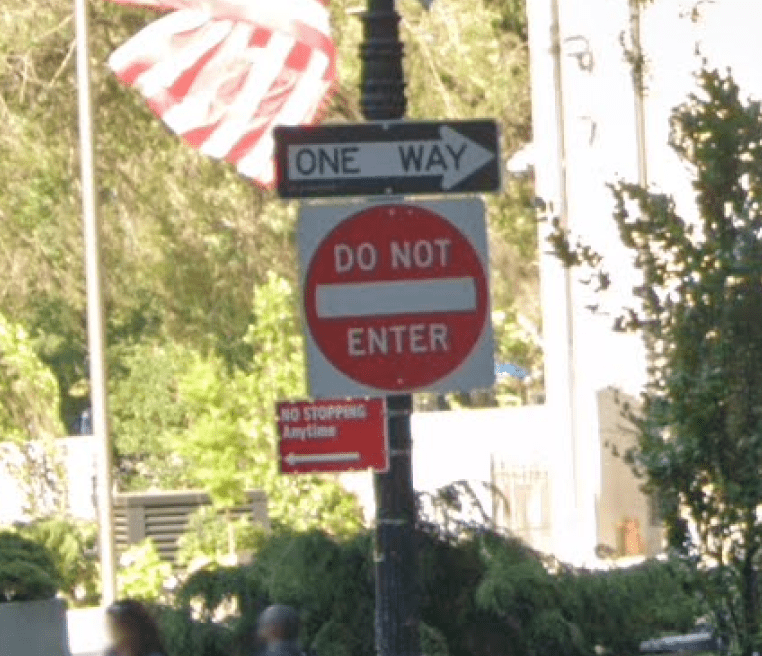 ONE WAY
DO NOT
ENTER
NO STOPPING
Anytime